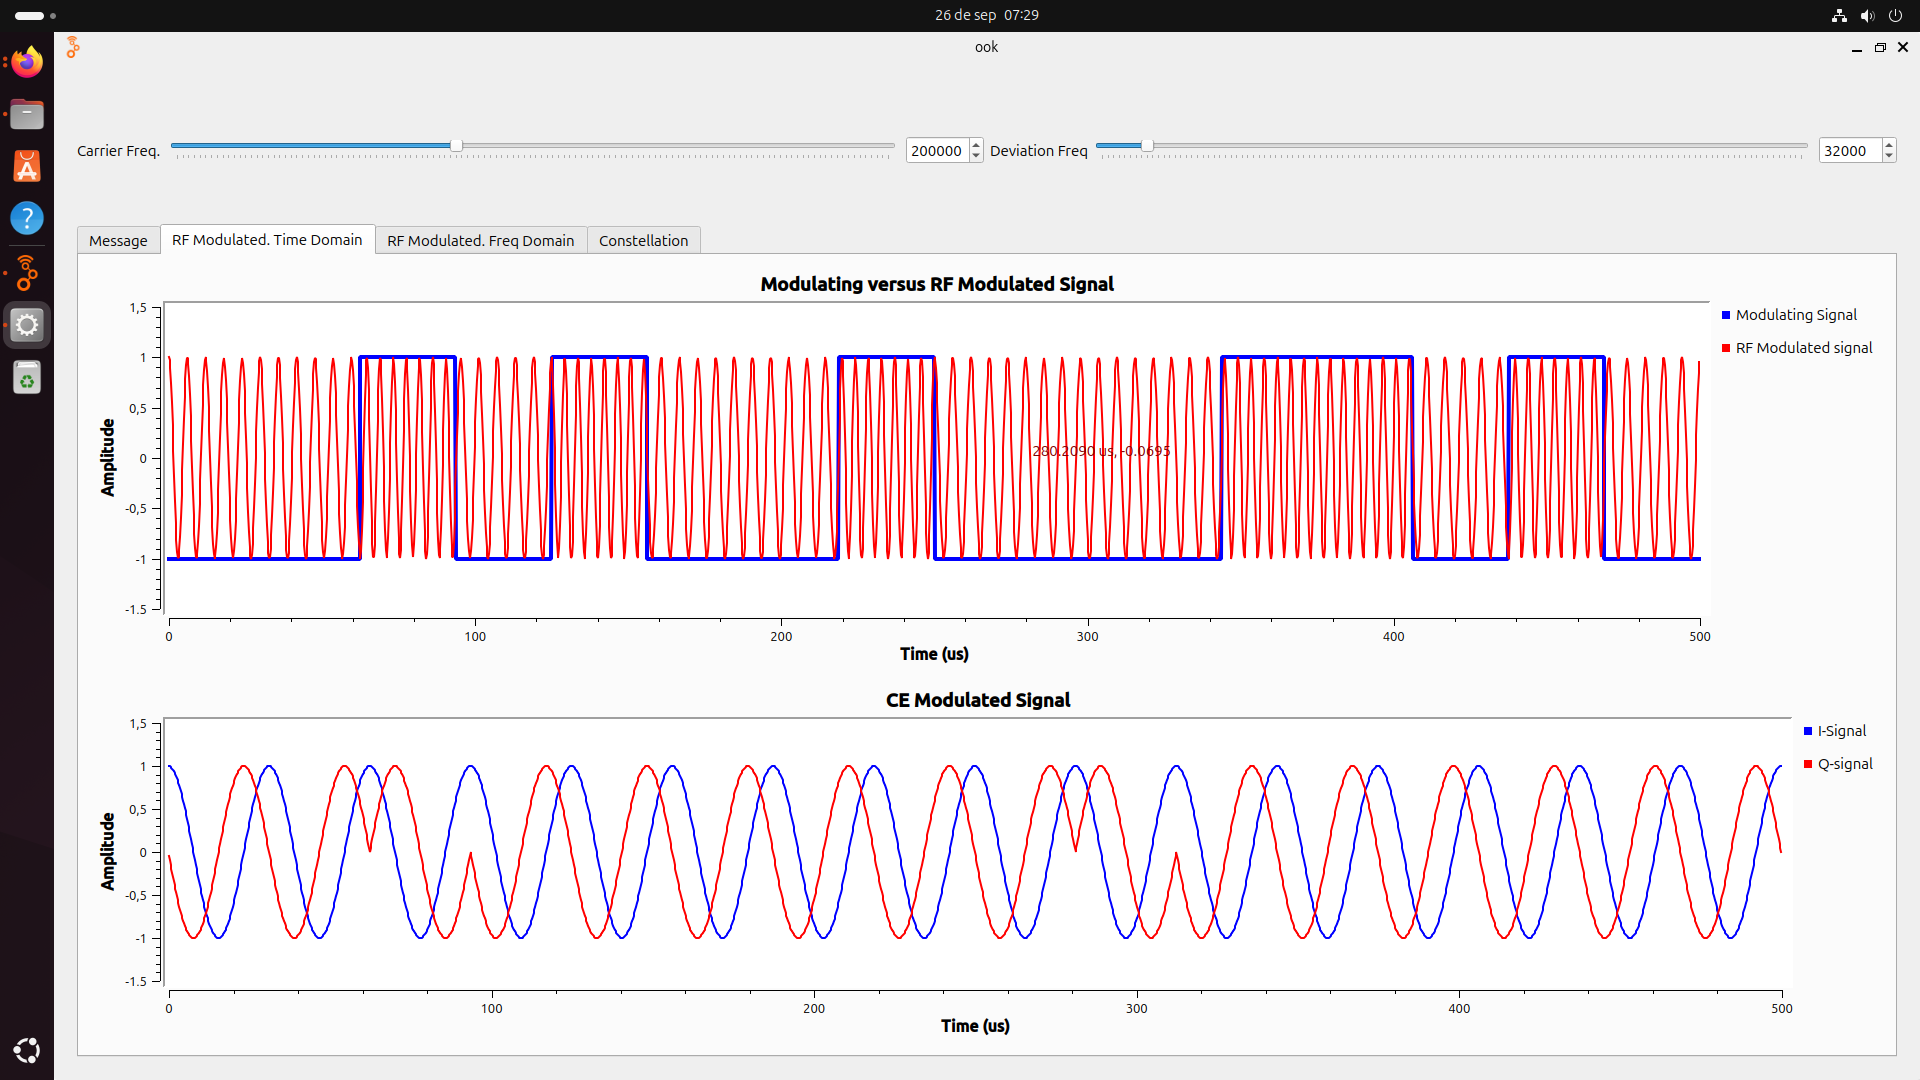 26 de sep 07:29
ook
Carrier Freq.
200000
Deviation Freq
32000
Message
RF Modulated. Time Domain
RF Modulated. Freq Domain
Constellation
Modulating versus RF Modulated Signal
1,5
1
0,5
0
-0,5
-1
-1.5
Amplitude
280.2090 us, -0.0695
Modulating Signal
RF Modulated signal
0 100 200 300 400 500
Time (us)
CE Modulated Signal
1,5
1
0,5
0
-0,5
-1
-1.5
Amplitude
I-Signal
Q-signal
0 100 200 300 400 500
Time (us)